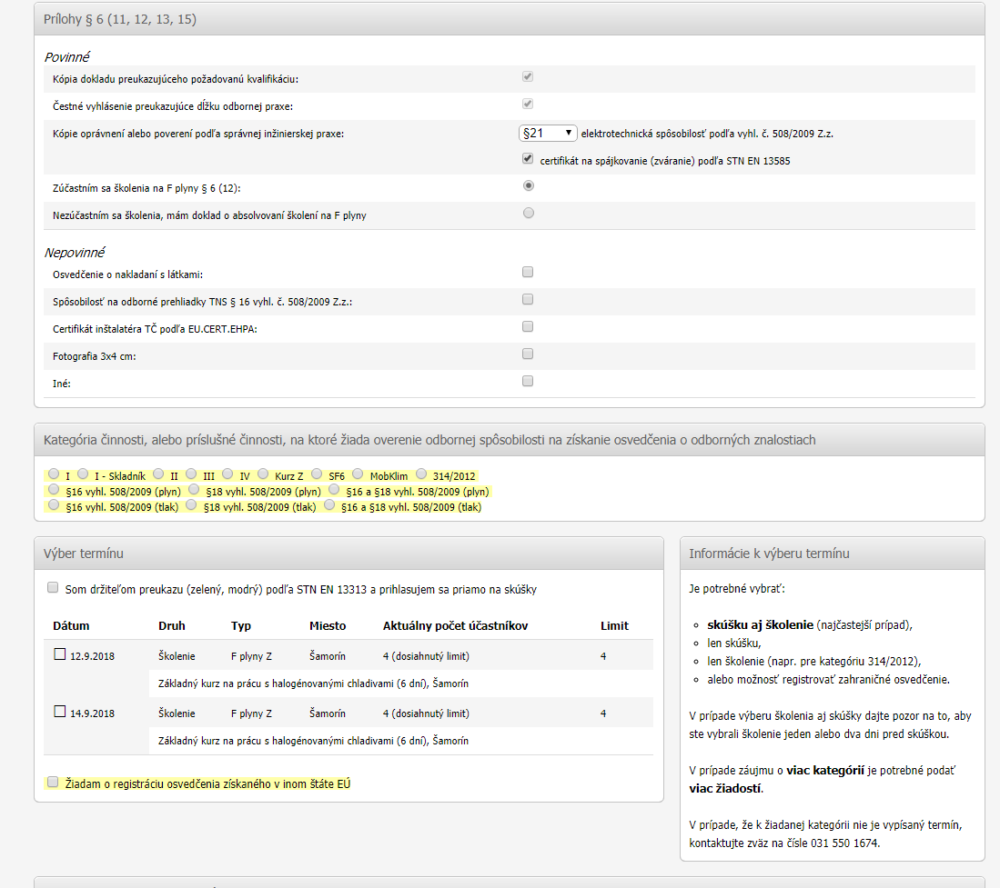 Prílohy § 6 (11, 12, 13, 15)
Povinné
Kópia dokladu preukazujúceho požadovanú kvalifikáciu:
Čestné vyhlásenie preukazujúce dĺžku odbornej praxe:
Kópie oprávnení alebo poverení podľa správnej inžinierskej praxe: §21 elektrotechnická spôsobilosť podľa vyhl. č. 508/2009 Z.z.
certifikát na spájkovanie (zváranie) podľa STN EN 13585
Zúčastním sa školenia na F plyny § 6 (12):
Nezúčastním sa školenia, mám doklad o absolvovaní školení na F plyny
Nepovinné
Osvedčenie o nakladaní s látkami:
Spôsobilosť na odborné prehliadky TNS § 16 vyhl. č. 508/2009 Z.z.:
Certifikát inštalatéra TČ podľa EU.CERT.EHPA:
Fotografia 3x4 cm:
Iné:
Kategória činnosti, alebo príslušné činnosti, na ktoré žiada overenie odbornej spôsobilosti na získanie osvedčenia o odborných znalostiach
I I - Skladník II III IV Kurz Z SF6 MobKlim 314/2012
§16 vyhl. 508/2009 (plyn) §18 vyhl. 508/2009 (plyn) §16 a §18 vyhl. 508/2009 (plyn)
§16 vyhl. 508/2009 (tlak) §18 vyhl. 508/2009 (tlak) §16 a §18 vyhl. 508/2009 (tlak)
Výber termínu
Som držiteľom preukazu (zelený, modrý) podľa STN EN 13313 a prihlasujem sa priamo na skúšky
Dátum Druh Typ Miesto Aktuálny počet účastníkov Limit
12.9.2018 Školenie F plyny Z Šamorín 4 (dosiahnutý limit) 4
Základný kurz na prácu s halogénovanými chladivami (6 dní), Šamorín
14.9.2018 Školenie F plyny Z Šamorín 4 (dosiahnutý limit) 4
Základný kurz na prácu s halogénovanými chladivami (6 dní), Šamorín
Žiadam o registráciu osvedčenia získaného v inom štáte EÚ
Informácie k výberu termínu
Je potrebné vybrať:
skúšku aj školenie (najčastejší prípad),
len skúšku,
len školenie (napr. pre kategóriu 314/2012),
alebo možnosť registrovať zahraničné osvedčenie.
V prípade výberu školenia aj skúšky dajte pozor na to, aby
ste vybrali školenie jeden alebo dva dni pred skúškou.
V prípade záujmu o viac kategórií je potrebné podať
viac žiadostí.
V prípade, že k žiadanej kategórii nie je vypísaný termín,
kontaktujte zväz na čísle 031 550 1674.